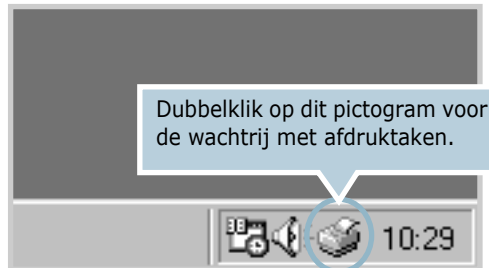 Dubbelklik op dit pictogram voor
de wachtrij met afdruktaken.
10:29